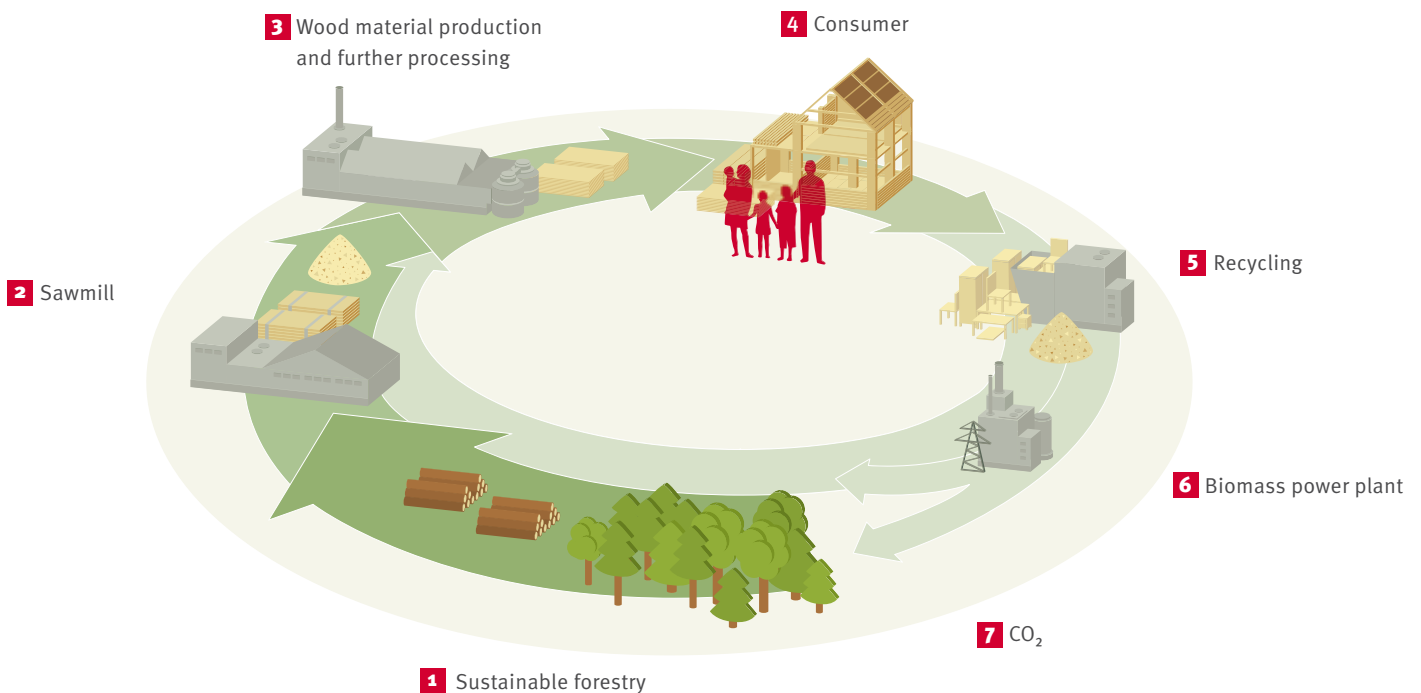 3 Wood material production
and further processing
4 Consumer
2 Sawmill
5 Recycling
6 Biomass power plant
7 CO₂
1 Sustainable forestry